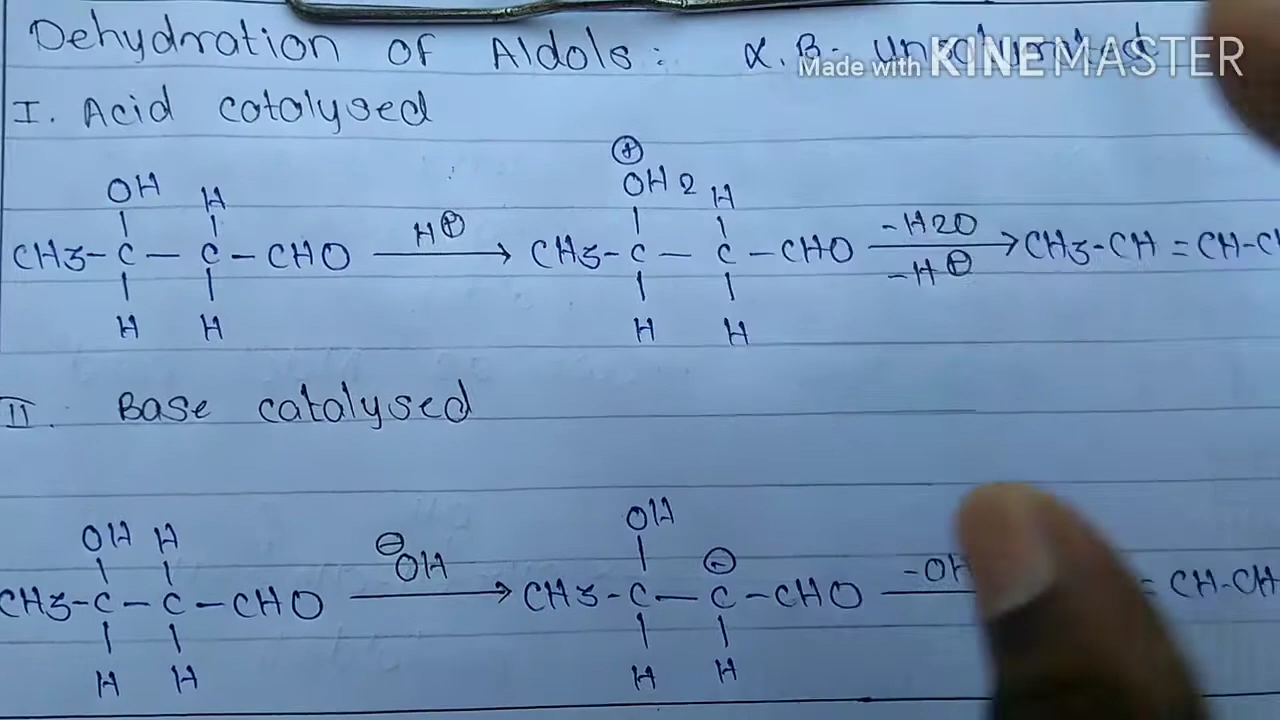 Dehydration of Aldols: α.β-
Made with KINEMASTER
I. Acid catalysed
⊕
OH H OH2 H
CH3-C-C-CHO H⊕ → CH3-C-C-CHO -H2O -H⊕ → CH3-CH=CH-C
H H H H
II. Base catalysed
OH H OH ⊖
CH3-C-C-CHO ⊖OH → CH3-C-C-CHO -OH = CH-CH
H H H H